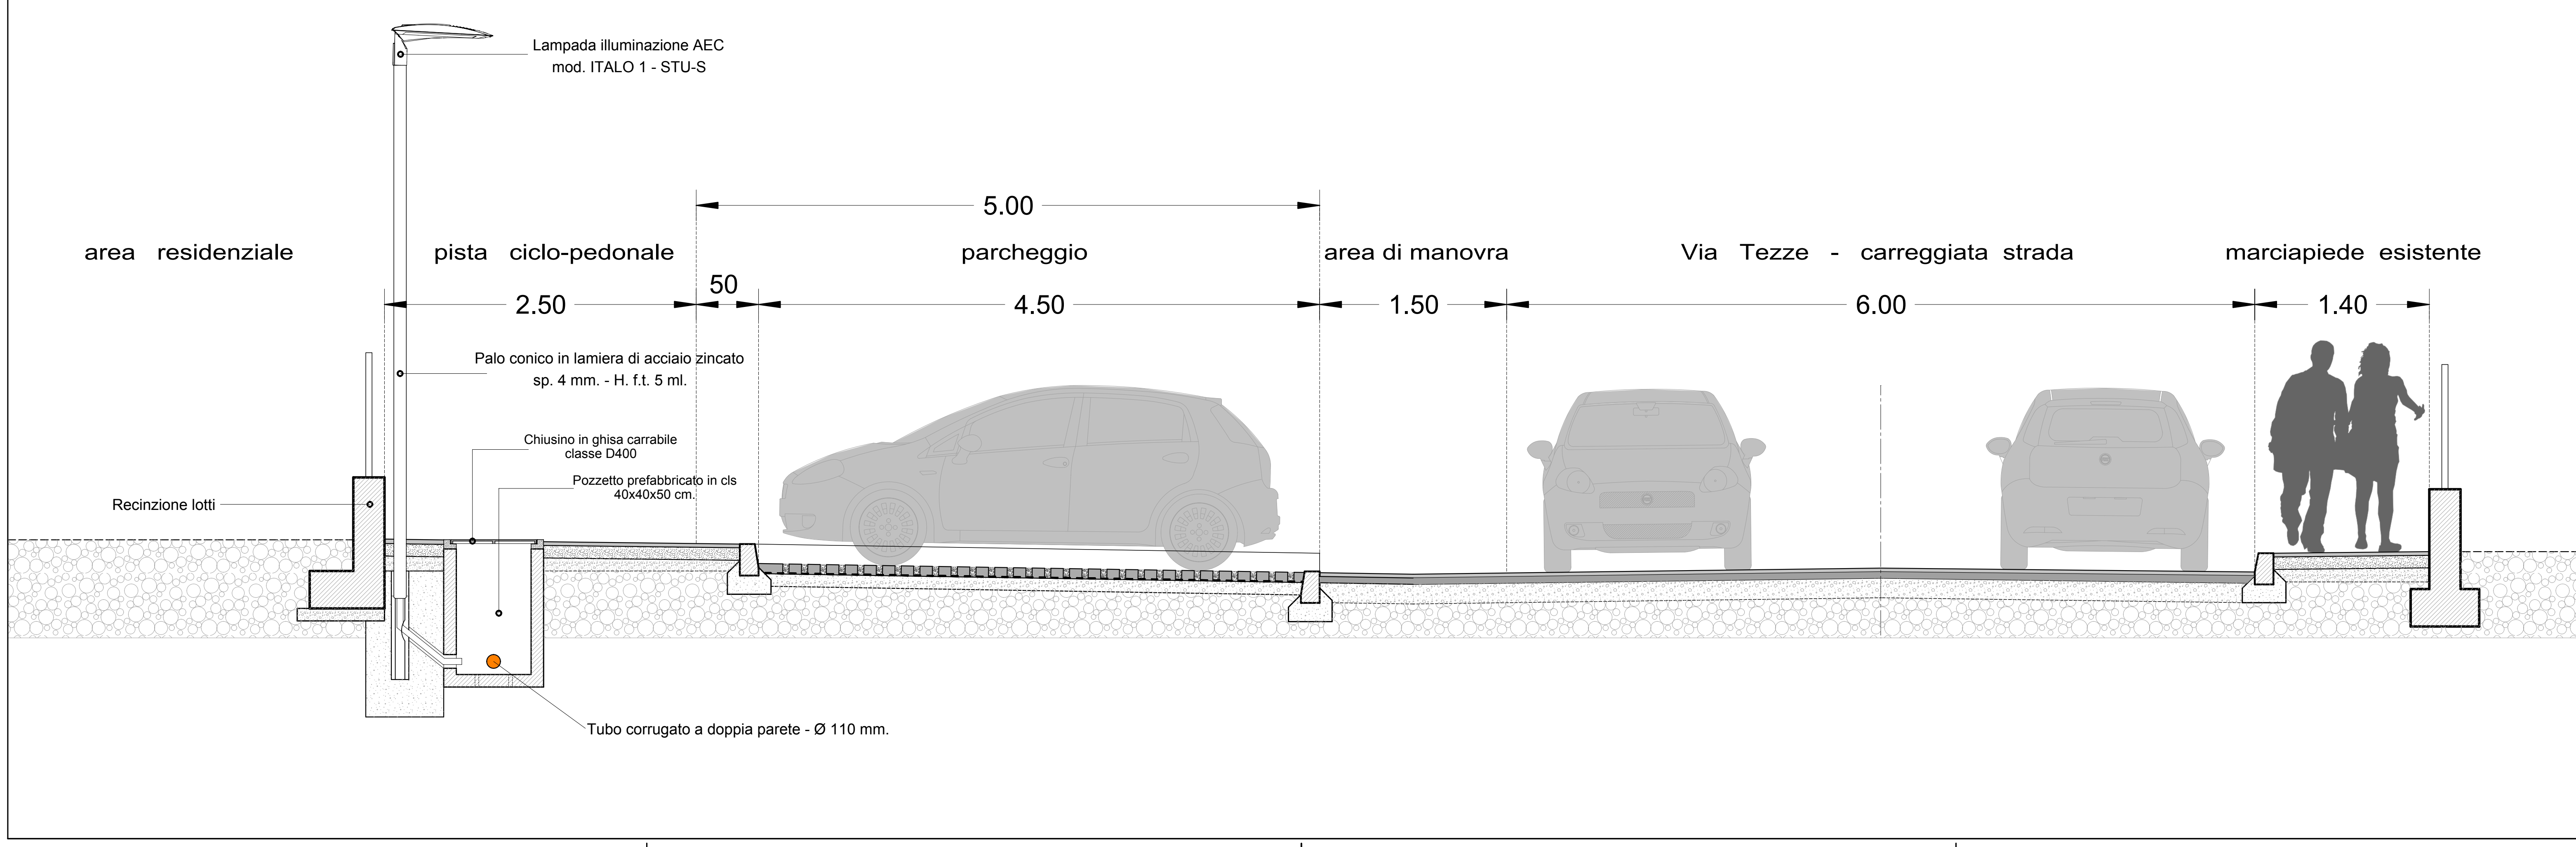 Lampada illuminazione AEC
mod. ITALO 1 - STU-S
5.00
area residenziale
pista ciclo-pedonale
parcheggio
area di manovra
Via Tezze - carreggiata strada
marciapiede esistente
50
2.50
4.50
1.50
6.00
1.40
Palo conico in lamiera di acciaio zincato
sp. 4 mm. - H. f.t. 5 ml.
Chiusino in ghisa carrabile
classe D400
Pozzetto prefabbricato in cls
40x40x50 cm.
Recinzione lotti
Tubo corrugato a doppia parete - Ø 110 mm.